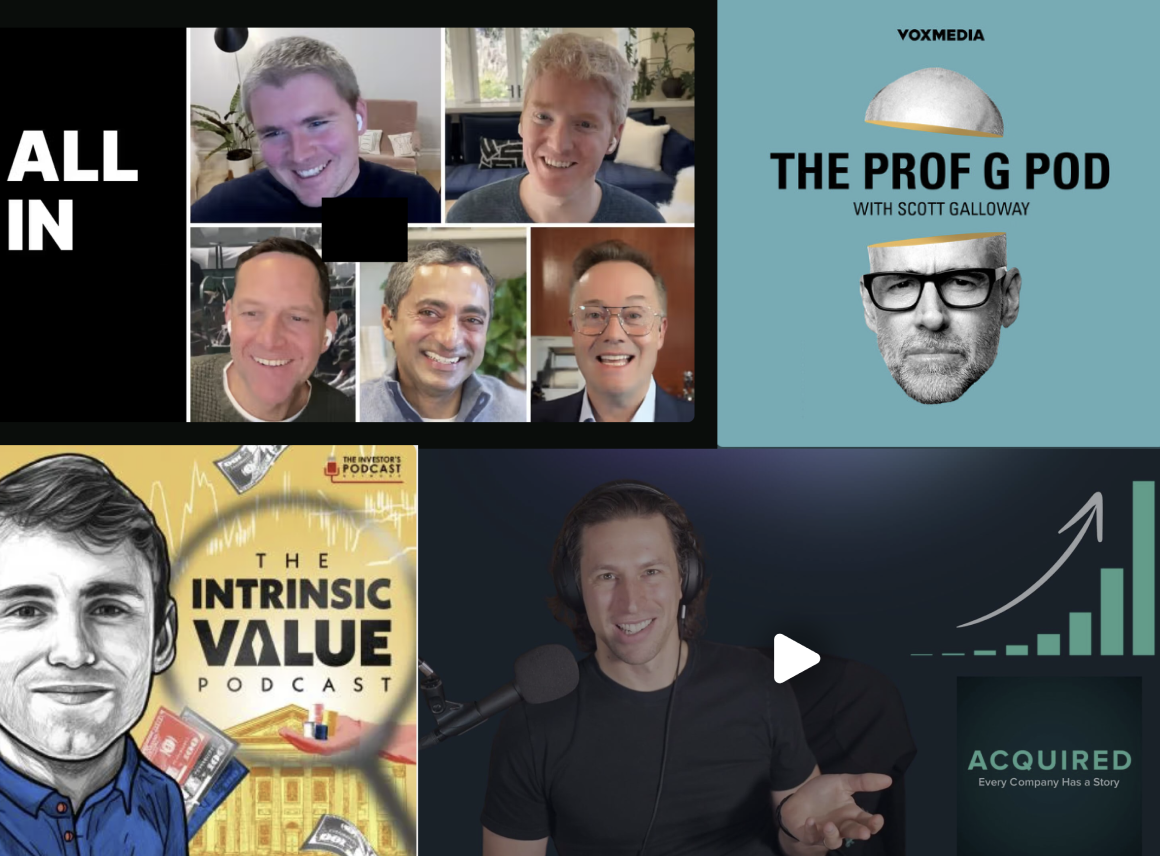 ALL
IN
VOXMEDIA
THE PROF G POD
WITH SCOTT GALLOWAY
THE INVESTOR'S
PODCAST
NETWORK
THE
INTRINSIC
VALUE
PODCAST
ACQUIRED
Every Company Has a Story